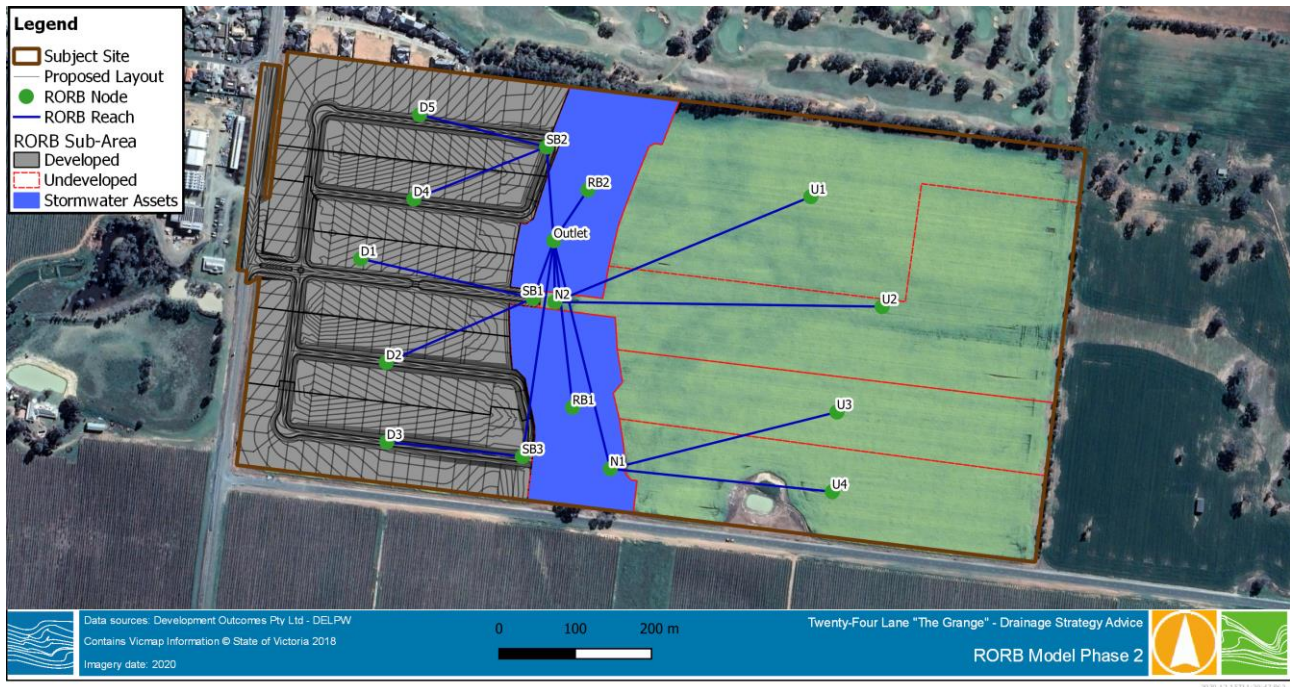 Legend
Subject Site
Proposed Layout
RORB Node
RORB Reach
RORB Sub-Area
Developed
Undeveloped
Stormwater Assets
D5
SB2
RB2
D4
U1
Outlet
D1
SB1
N2
U2
D2
RB1
U3
D3
SB3
N1
U4
Data sources: Development Outcomes Pty Ltd - DELPW
Contains Vicmap Information © State of Victoria 2018
Imagery date: 2020
0 100 200 m
Twenty-Four Lane "The Grange" - Drainage Strategy Advice
RORB Model Phase 2